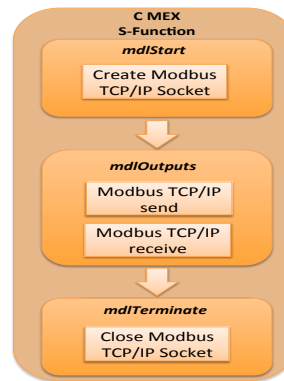 C MEX
S-Function
mdlStart
Create Modbus
TCP/IP Socket
mdlOutputs
Modbus TCP/IP
send
Modbus TCP/IP
receive
mdlTerminate
Close Modbus
TCP/IP Socket